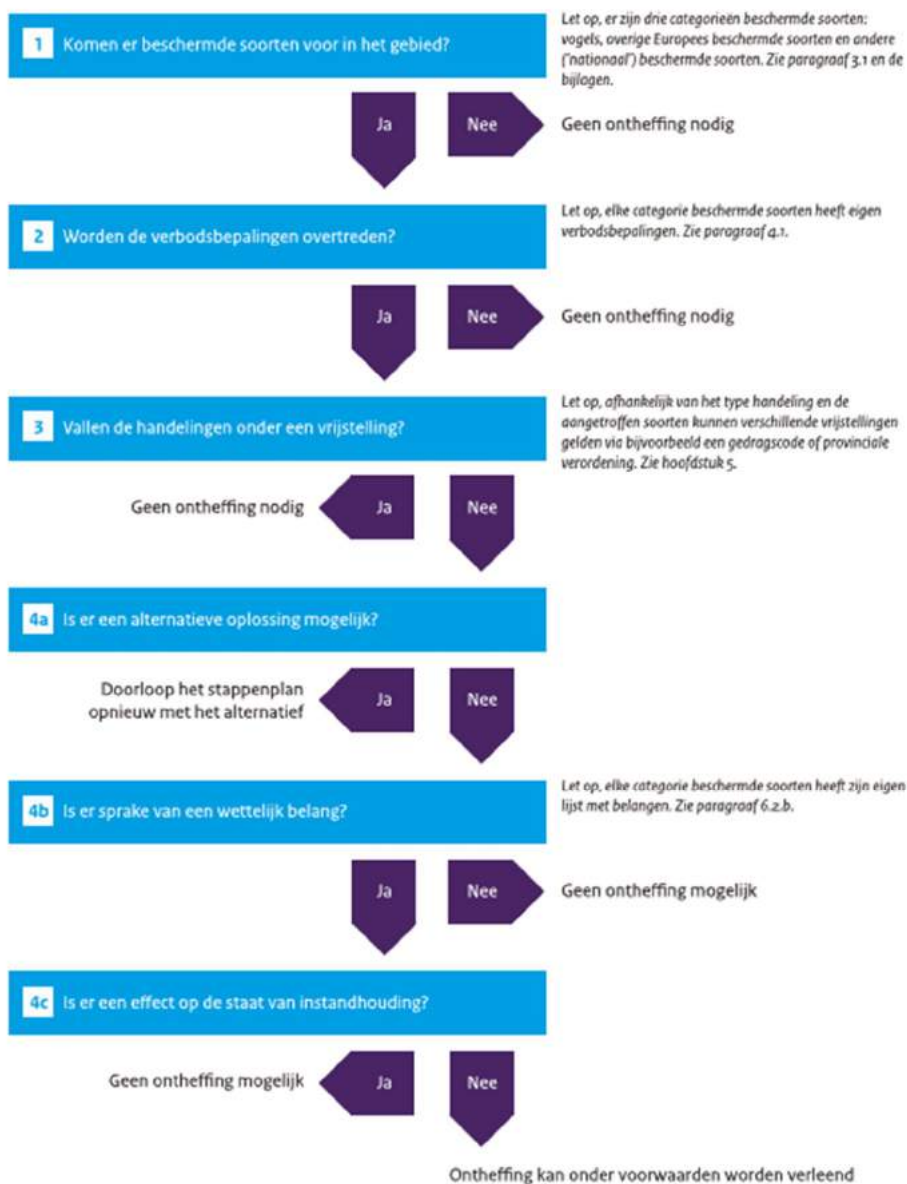 1 Komen er beschermde soorten voor in het gebied?
Let op, er zijn drie categorieën beschermde soorten:
vogels, overige Europees beschermde soorten en andere
('nationaal') beschermde soorten. Zie paragraaf 3.1 en de
bijlagen.
Ja
Nee
Geen ontheffing nodig
2 Worden de verbodsbepalingen overtreden?
Let op, elke categorie beschermde soorten heeft eigen
verbodsbepalingen. Zie paragraaf 4.1.
Ja
Nee
Geen ontheffing nodig
3 Vallen de handelingen onder een vrijstelling?
Let op, afhankelijk van het type handeling en de
aangetroffen soorten kunnen verschillende vrijstellingen
gelden via bijvoorbeeld een gedragscode of provinciale
verordening. Zie hoofdstuk 5.
Geen ontheffing nodig
Ja
Nee
4a Is er een alternatieve oplossing mogelijk?
Doorloop het stappenplan
opnieuw met het alternatief
Ja
Nee
4b Is er sprake van een wettelijk belang?
Let op, elke categorie beschermde soorten heeft zijn eigen
lijst met belangen. Zie paragraaf 6.2.b.
Ja
Nee
Geen ontheffing mogelijk
4c Is er een effect op de staat van instandhouding?
Geen ontheffing mogelijk
Ja
Nee
Ontheffing kan onder voorwaarden worden verleend